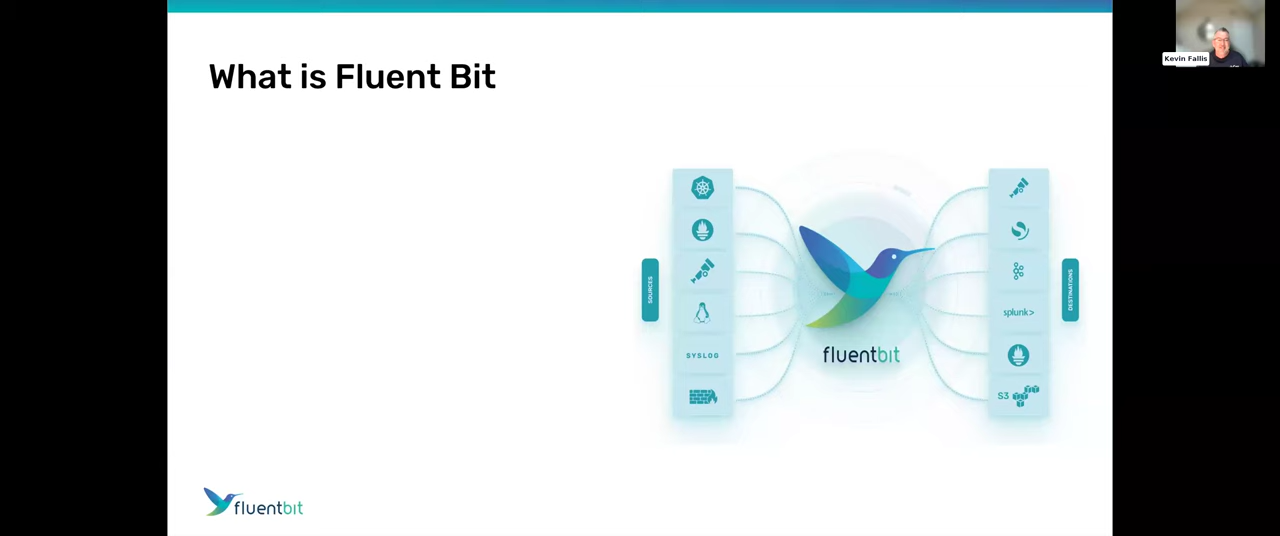 What is Fluent Bit
Kevin Fallis
SOURCES
SYSLOG
fluentbit
splunk>
S3
DESTINATIONS
fluentbit